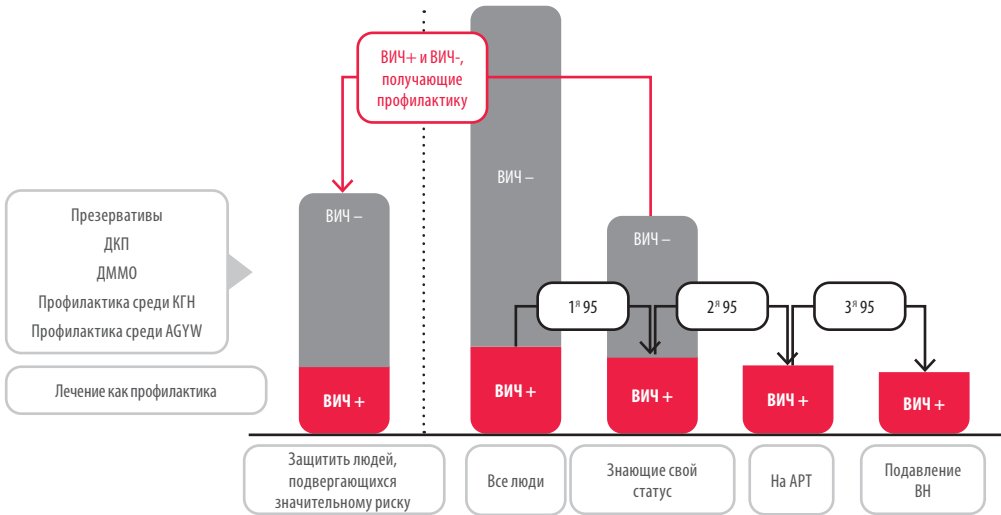 ВИЧ+ и ВИЧ-,
получающие
профилактику
ВИЧ –
ВИЧ –
ВИЧ –
Презервативы
ДКП
ДММО
Профилактика среди КГН
Профилактика среди AGYW
Лечение как профилактика
1я 95
2я 95
3я 95
ВИЧ +
ВИЧ +
ВИЧ +
ВИЧ +
ВИЧ +
Защитить людей,
подвергающихся
значительному риску
Все люди
Знающие свой
статус
На АРТ
Подавление
ВН